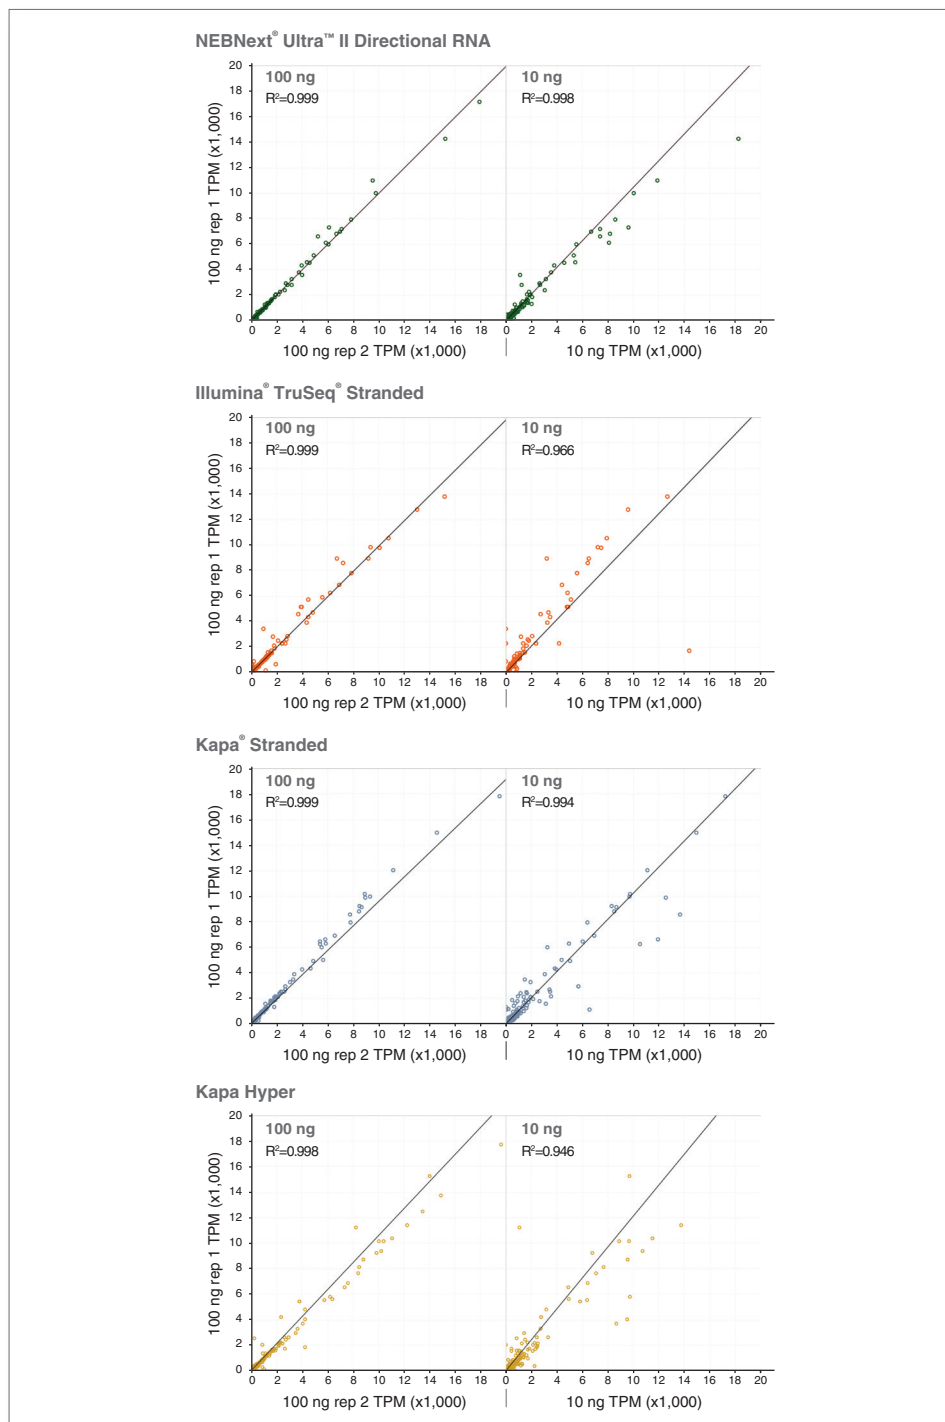 NEBNext® Ultra™ II Directional RNA
100 ng
R²=0.999
10 ng
R²=0.998
100 ng rep 1 TPM (x1,000)
20
18
16
14
12
10
8
6
4
2
0
0 2 4 6 8 10 12 14 16 18
0 2 4 6 8 10 12 14 16 18 20
100 ng rep 2 TPM (x1,000)
10 ng TPM (x1,000)
Illumina® TruSeq® Stranded
100 ng
R²=0.999
10 ng
R²=0.966
100 ng rep 1 TPM (x1,000)
20
18
16
14
12
10
8
6
4
2
0
0 2 4 6 8 10 12 14 16 18
0 2 4 6 8 10 12 14 16 18 20
100 ng rep 2 TPM (x1,000)
10 ng TPM (x1,000)
Kapa® Stranded
100 ng
R²=0.999
10 ng
R²=0.994
100 ng rep 1 TPM (x1,000)
20
18
16
14
12
10
8
6
4
2
0
0 2 4 6 8 10 12 14 16 18
0 2 4 6 8 10 12 14 16 18 20
100 ng rep 2 TPM (x1,000)
10 ng TPM (x1,000)
Kapa Hyper
100 ng
R²=0.998
10 ng
R²=0.946
100 ng rep 1 TPM (x1,000)
20
18
16
14
12
10
8
6
4
2
0
0 2 4 6 8 10 12 14 16 18
0 2 4 6 8 10 12 14 16 18 20
100 ng rep 2 TPM (x1,000)
10 ng TPM (x1,000)